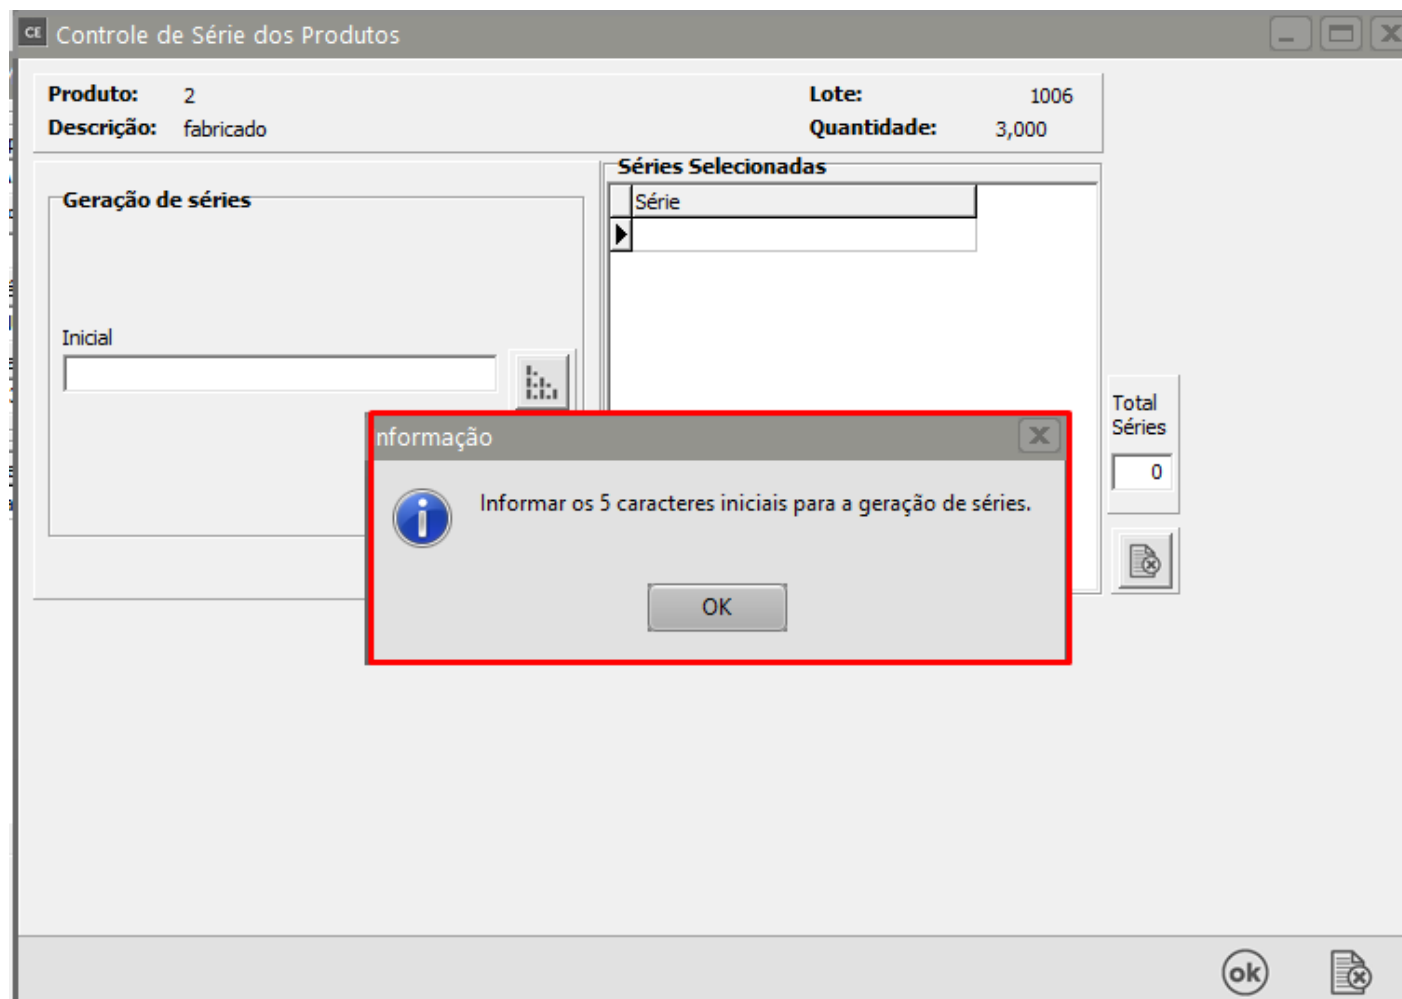 CE Controle de Série dos Produtos
Produto: 2 Lote: 1006
Descrição: fabricado Quantidade: 3,000
Séries Selecionadas
Geração de séries
Série
Inicial
Total
Séries
0
nformação
Informar os 5 caracteres iniciais para a geração de séries.
OK
ok